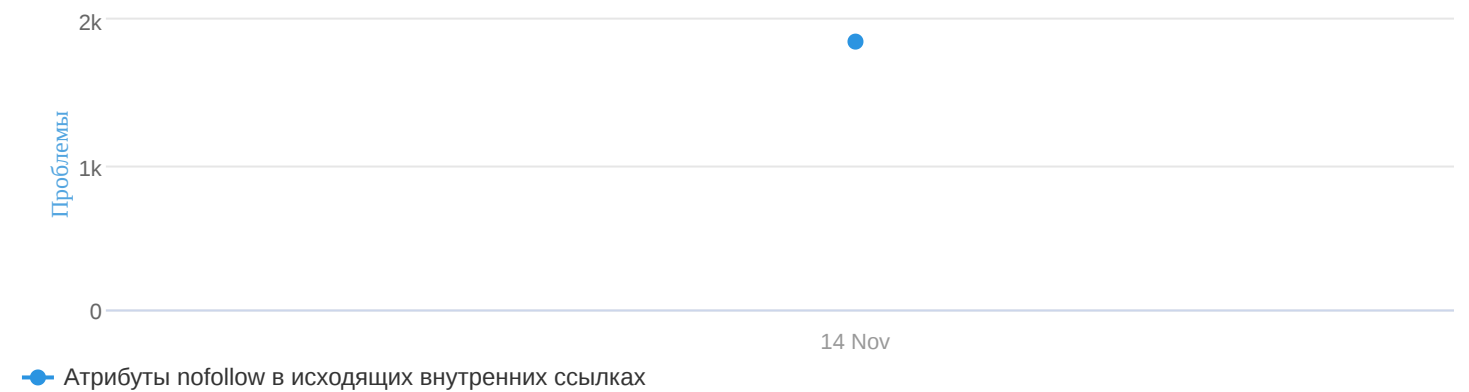 2k
Проблемы
1k
0
14 Nov
Атрибуты nofollow в исходящих внутренних ссылках